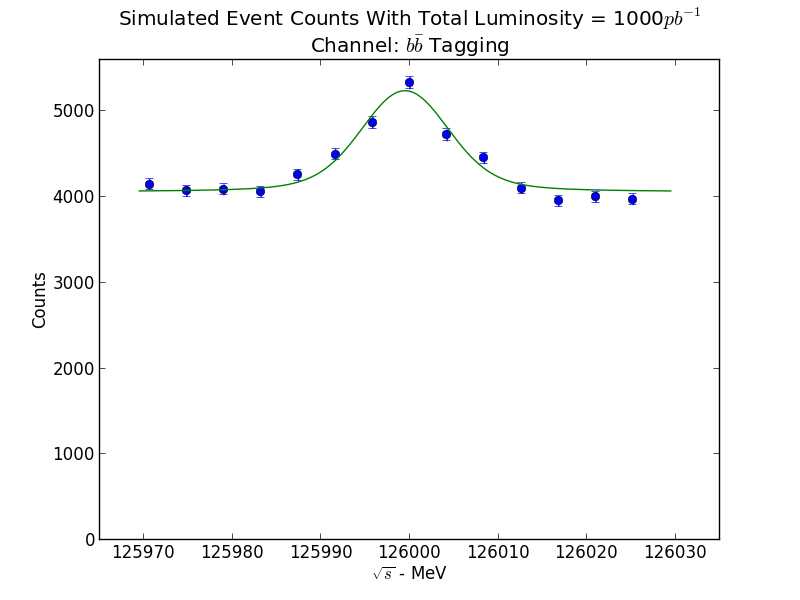 Simulated Event Counts With Total Luminosity = 1000pb⁻¹
Channel: bb̄ Tagging
5000
4000
3000
2000
1000
0
Counts
125970 125980 125990 126000 126010 126020 126030
√s - MeV